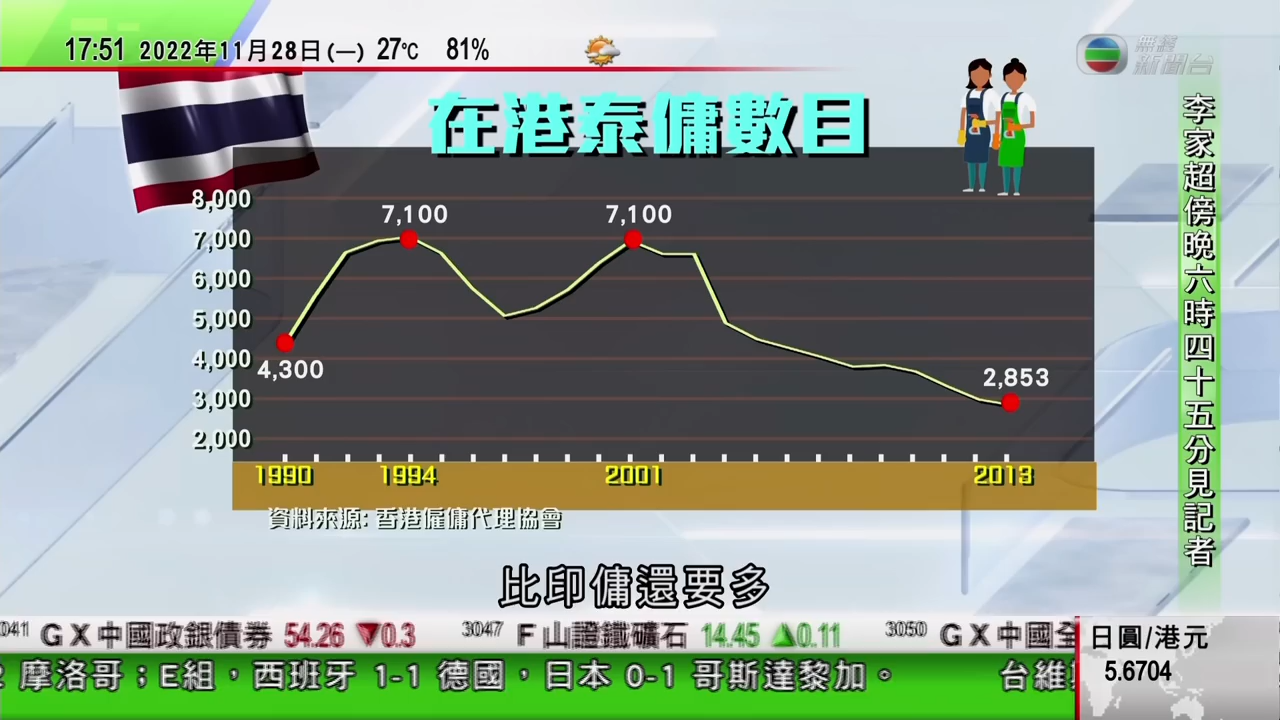 17:51 2022年11月28日(一) 27℃ 81%
無綫
新聞台
在港泰傭數目
8,000
7,000
6,000
5,000
4,000
3,000
2,000
7,100
7,100
4,300
2,853
1990
1994
2001
2013
資料來源: 香港僱傭代理協會
李家超傍晚六時四十五分見記者
比印傭還要多
041 GX中國政銀債券 54.26 ▼0.3 3047 F山證鐵礦石 14.45 ▲0.11 3050 GX中國全
摩洛哥；E組，西班牙 1-1 德國，日本 0-1 哥斯達黎加。 台維
日圓/港元
5.6704